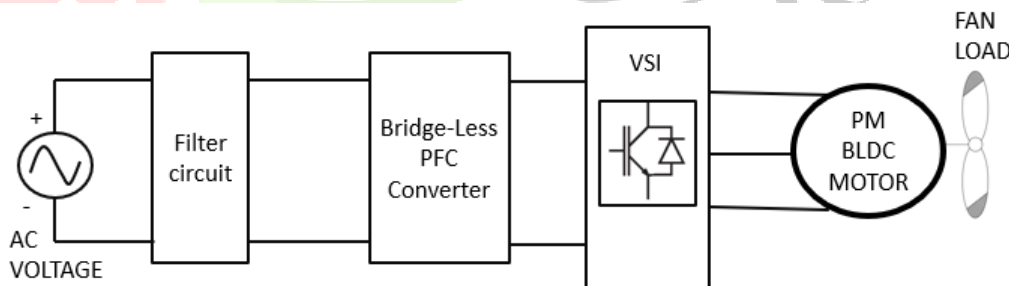 +
-
AC
VOLTAGE
Filter
circuit
Bridge-Less
PFC
Converter
VSI
PM
BLDC
MOTOR
FAN
LOAD